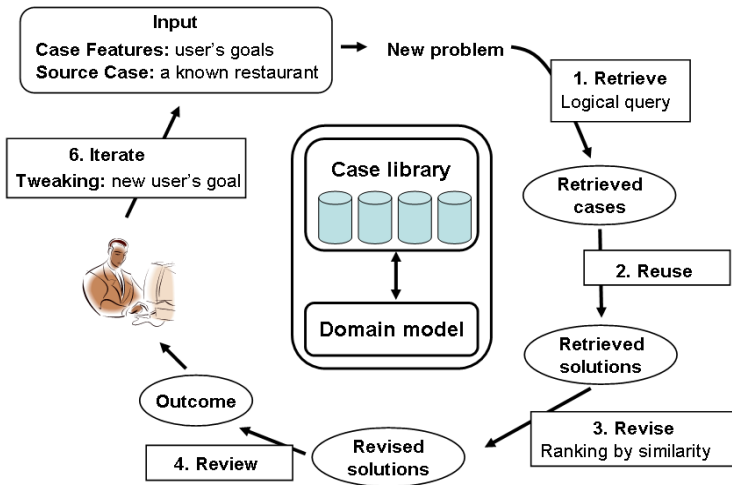 Input
Case Features: user's goals
Source Case: a known restaurant
New problem
1. Retrieve
Logical query
Retrieved
cases
2. Reuse
Retrieved
solutions
3. Revise
Ranking by similarity
Revised
solutions
4. Review
Outcome
6. Iterate
Tweaking: new user's goal
Case library
Domain model